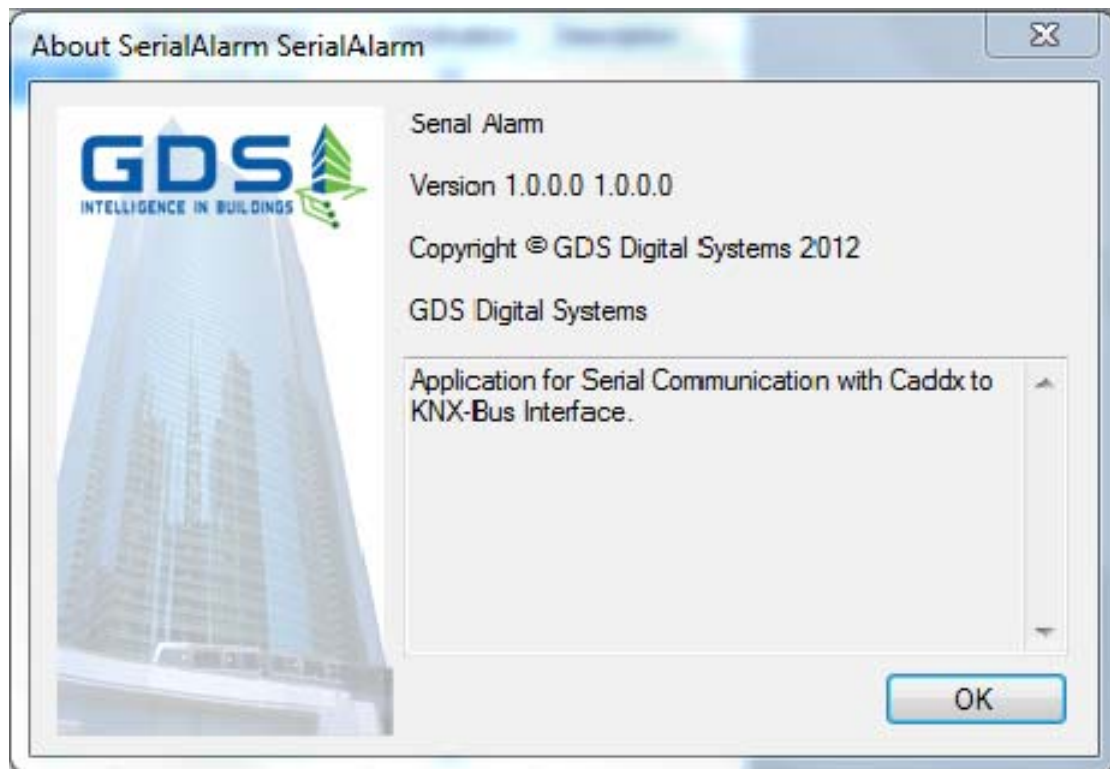 About SerialAlarm SerialAlarm
GDS
INTELLIGENCE IN BUILDINGS
Serial Alarm
Version 1.0.0.0 1.0.0.0
Copyright © GDS Digital Systems 2012
GDS Digital Systems
Application for Serial Communication with Caddx to
KNX-Bus Interface.
OK